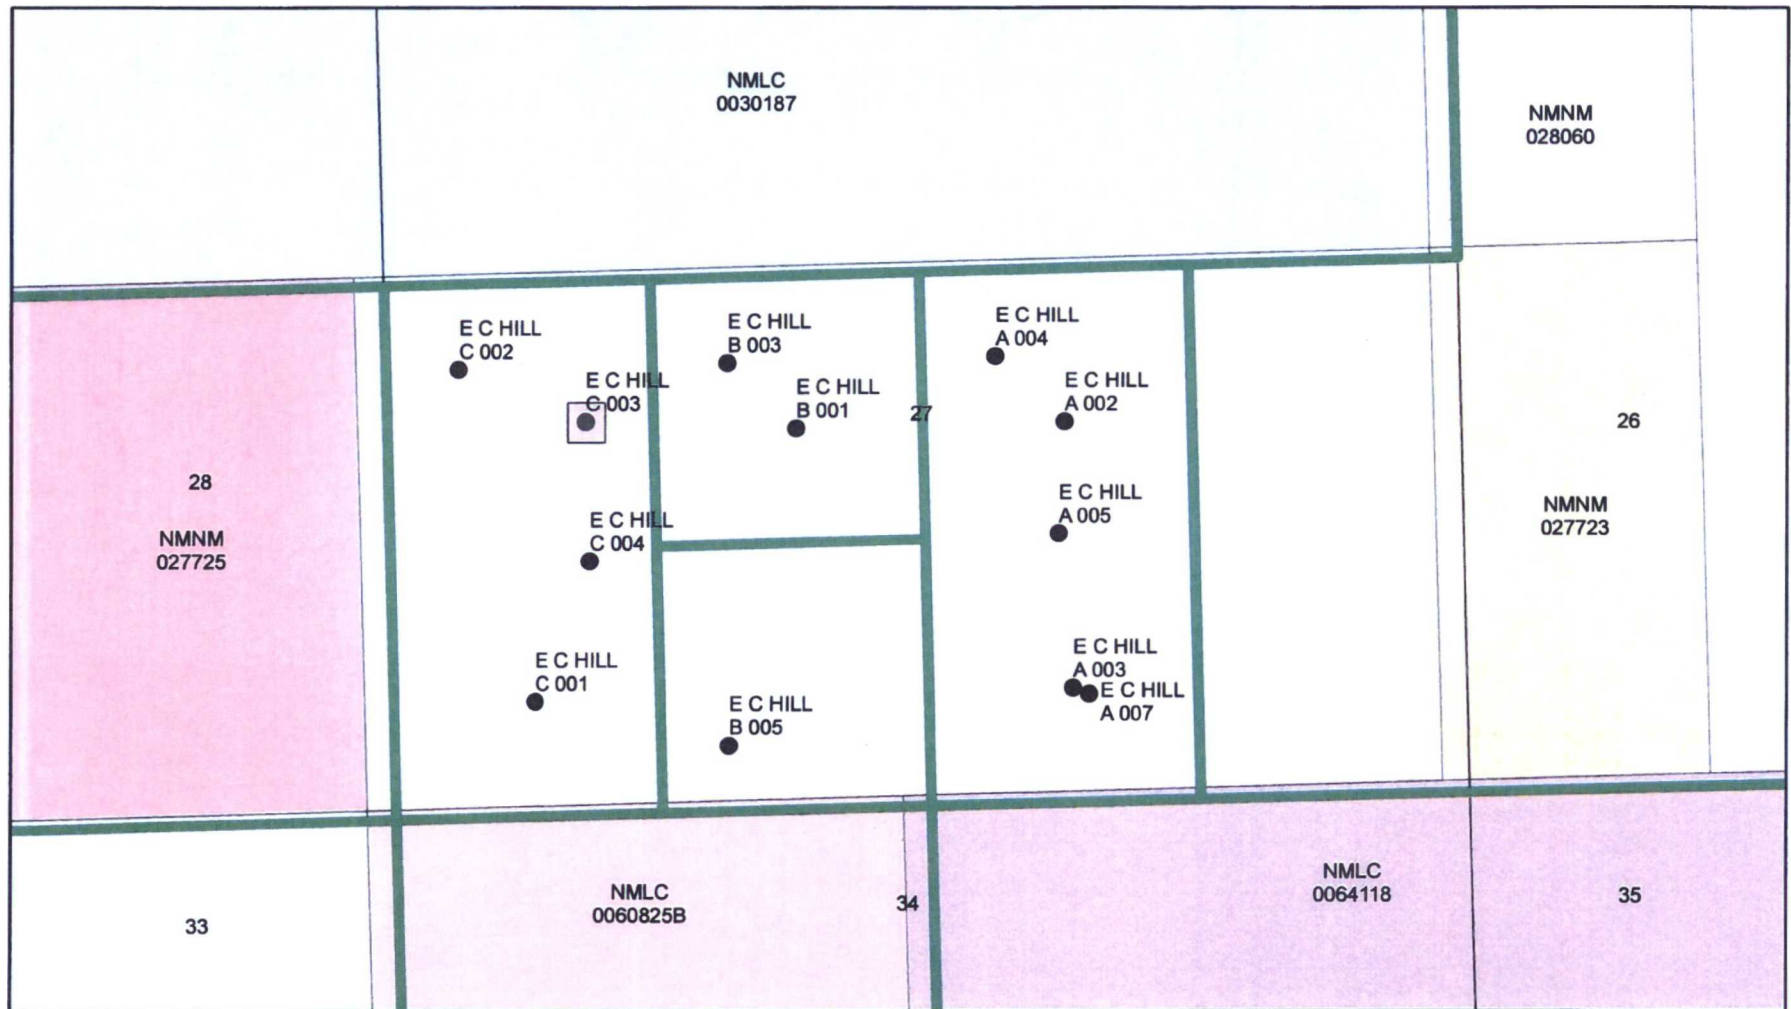 NMLC
0030187
NMNM
028060
E C HILL
C 002
E C HILL
C 003
E C HILL
B 003
E C HILL
B 001
27
E C HILL
A 004
E C HILL
A 002
26
28
NMNM
027725
E C HILL
C 004
E C HILL
A 005
NMNM
027723
E C HILL
C 001
E C HILL
B 005
E C HILL
A 003
E C HILL
A 007
33
NMLC
0060825B
34
NMLC
0064118
35